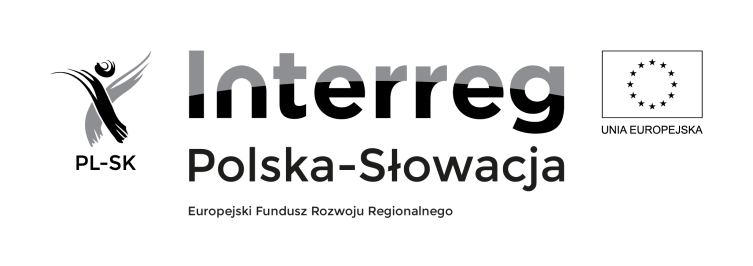 PL-SK
Interreg
Polska-Słowacja
Europejski Fundusz Rozwoju Regionalnego
UNIA EUROPEJSKA